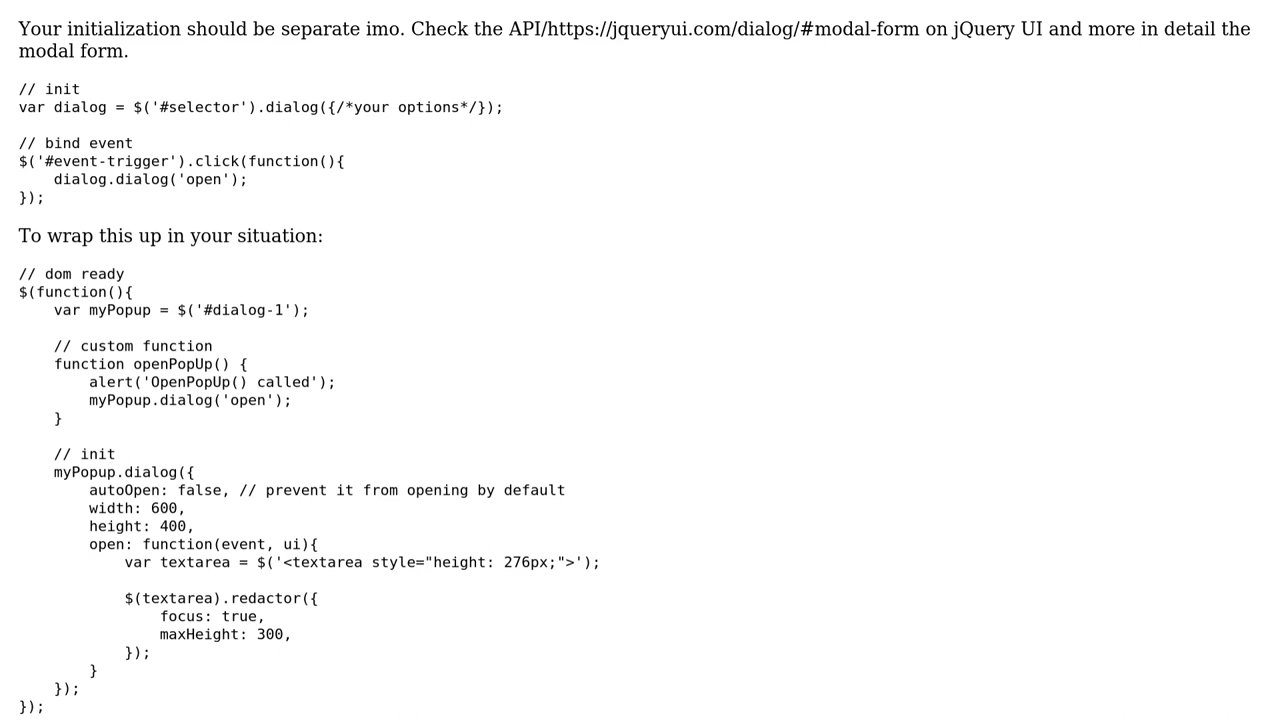 Your initialization should be separate imo. Check the API/https://jqueryui.com/dialog/#modal-form on jQuery UI and more in detail the
modal form.
// init
var dialog = $('#selector').dialog({/*your options*/});
// bind event
$('#event-trigger').click(function(){
    dialog.dialog('open');
});
To wrap this up in your situation:
// dom ready
$(function(){
    var myPopup = $('#dialog-1');
    // custom function
    function openPopUp() {
        alert('OpenPopUp() called');
        myPopup.dialog('open');
    }
    // init
    myPopup.dialog({
        autoOpen: false, // prevent it from opening by default
        width: 600,
        height: 400,
        open: function(event, ui){
            var textarea = $('<textarea style="height: 276px;">');
            $(textarea).redactor({
                focus: true,
                maxHeight: 300,
            });
        }
    });
});